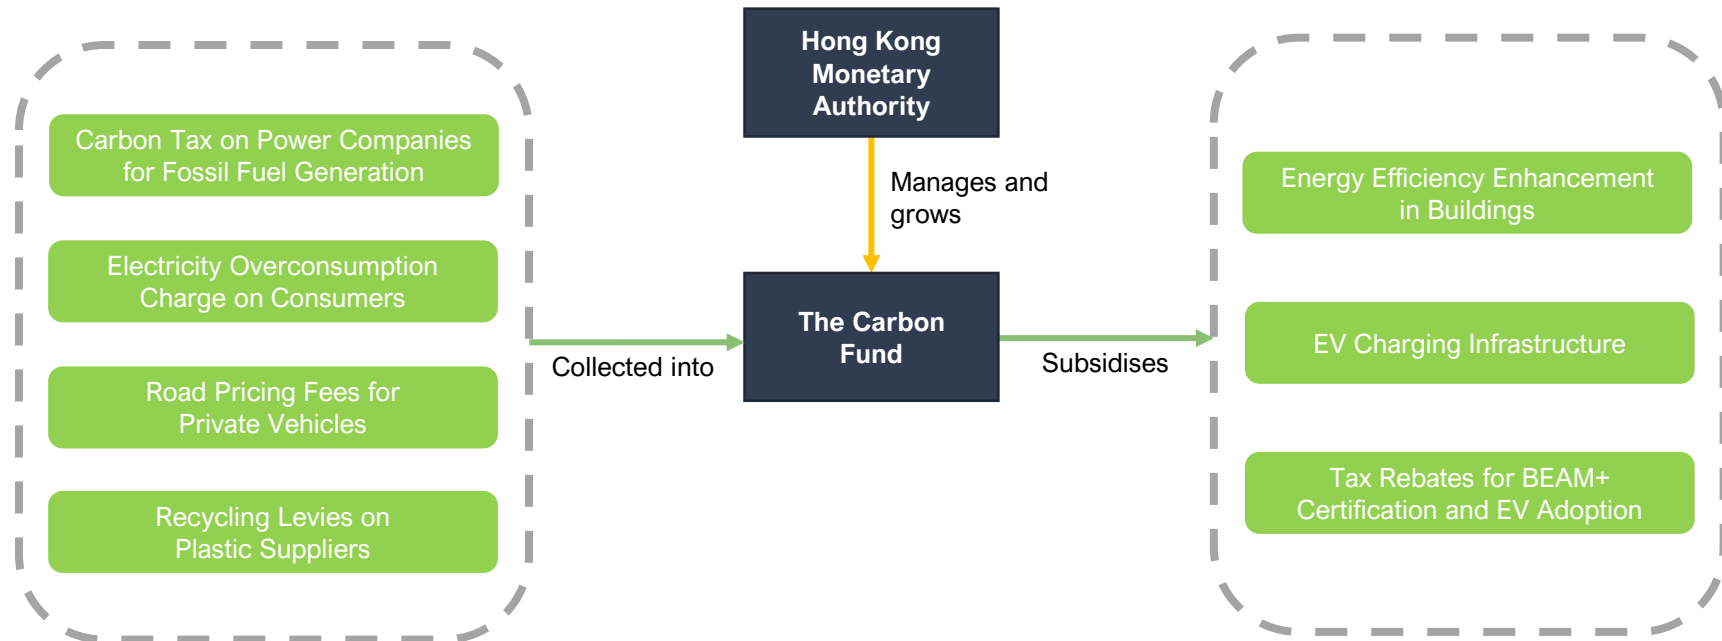 Carbon Tax on Power Companies
for Fossil Fuel Generation
Electricity Overconsumption
Charge on Consumers
Road Pricing Fees for
Private Vehicles
Recycling Levies on
Plastic Suppliers
Collected into
Hong Kong
Monetary
Authority
Manages and
grows
The Carbon
Fund
Subsidises
Energy Efficiency Enhancement
in Buildings
EV Charging Infrastructure
Tax Rebates for BEAM+
Certification and EV Adoption